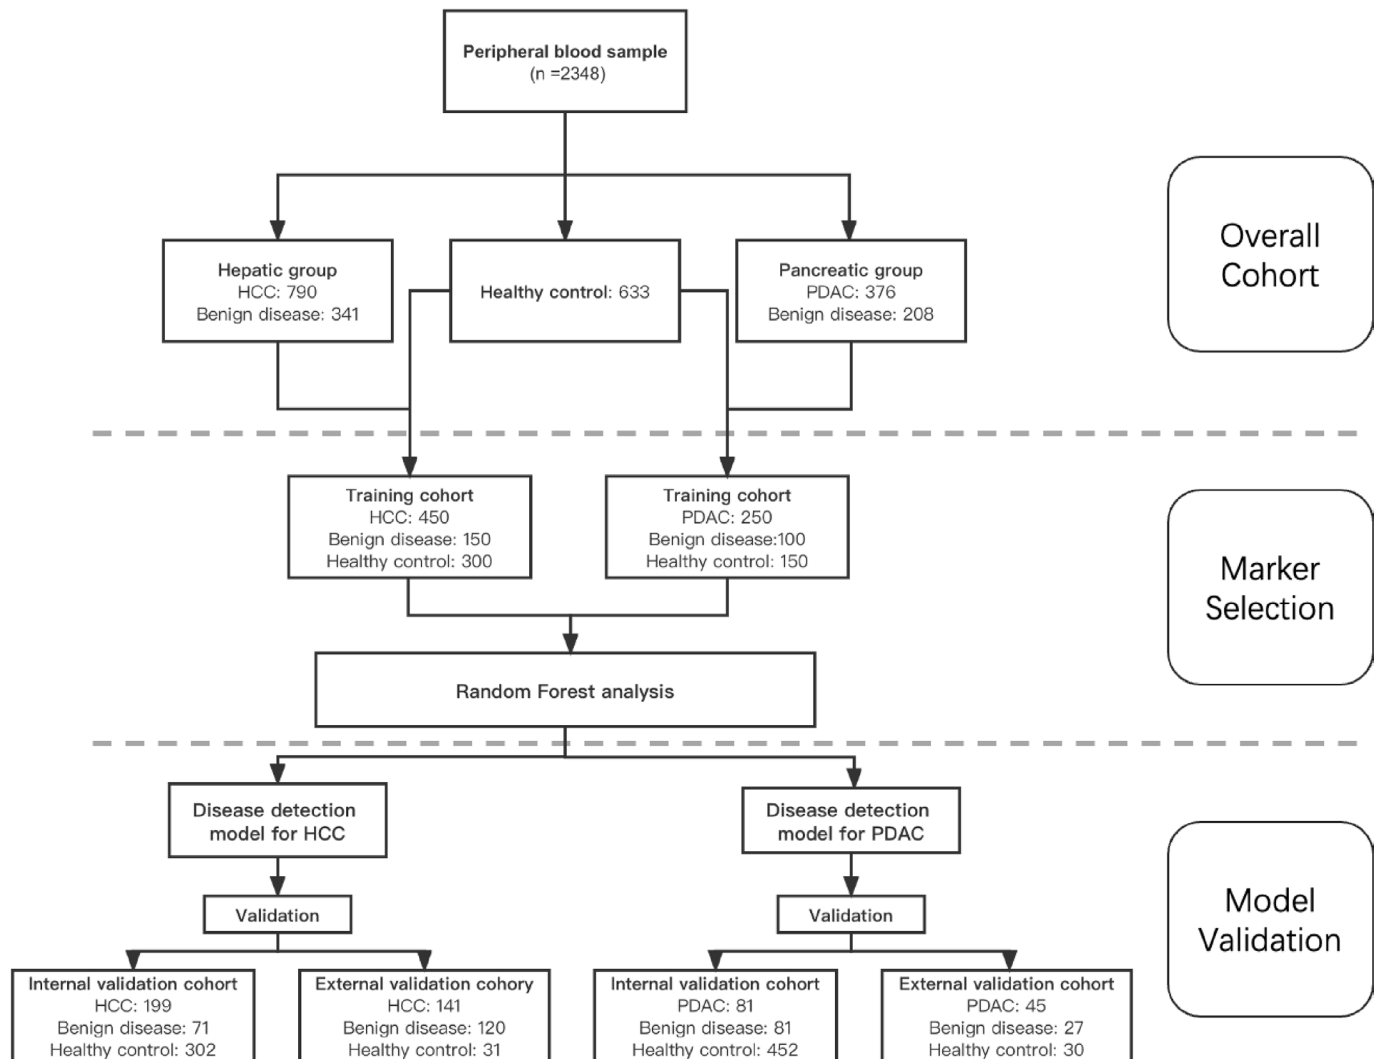 Peripheral blood sample
(n =2348)
Hepatic group
HCC: 790
Benign disease: 341
Healthy control: 633
Pancreatic group
PDAC: 376
Benign disease: 208
Overall
Cohort
Training cohort
HCC: 450
Benign disease: 150
Healthy control: 300
Training cohort
PDAC: 250
Benign disease:100
Healthy control: 150
Marker
Selection
Random Forest analysis
Disease detection
model for HCC
Disease detection
model for PDAC
Validation
Validation
Model
Validation
Internal validation cohort
HCC: 199
Benign disease: 71
Healthy control: 302
External validation cohory
HCC: 141
Benign disease: 120
Healthy control: 31
Internal validation cohort
PDAC: 81
Benign disease: 81
Healthy control: 452
External validation cohort
PDAC: 45
Benign disease: 27
Healthy control: 30